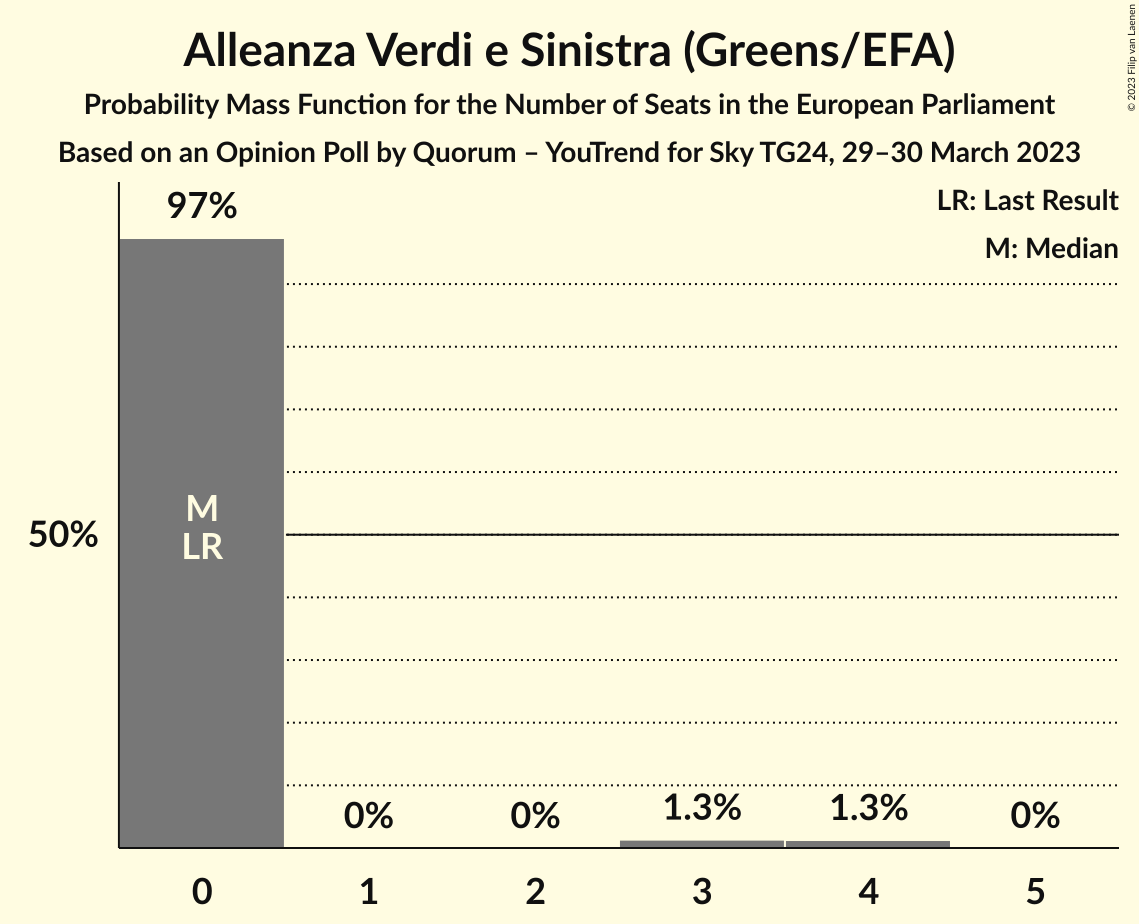 Alleanza Verdi e Sinistra (Greens/EFA)
Probability Mass Function for the Number of Seats in the European Parliament
Based on an Opinion Poll by Quorum – YouTrend for Sky TG24, 29–30 March 2023
© 2023 Filip van Laenen
LR: Last Result
M: Median
97%
50%
M
LR
0%
0%
1.3%
1.3%
0%
0
1
2
3
4
5